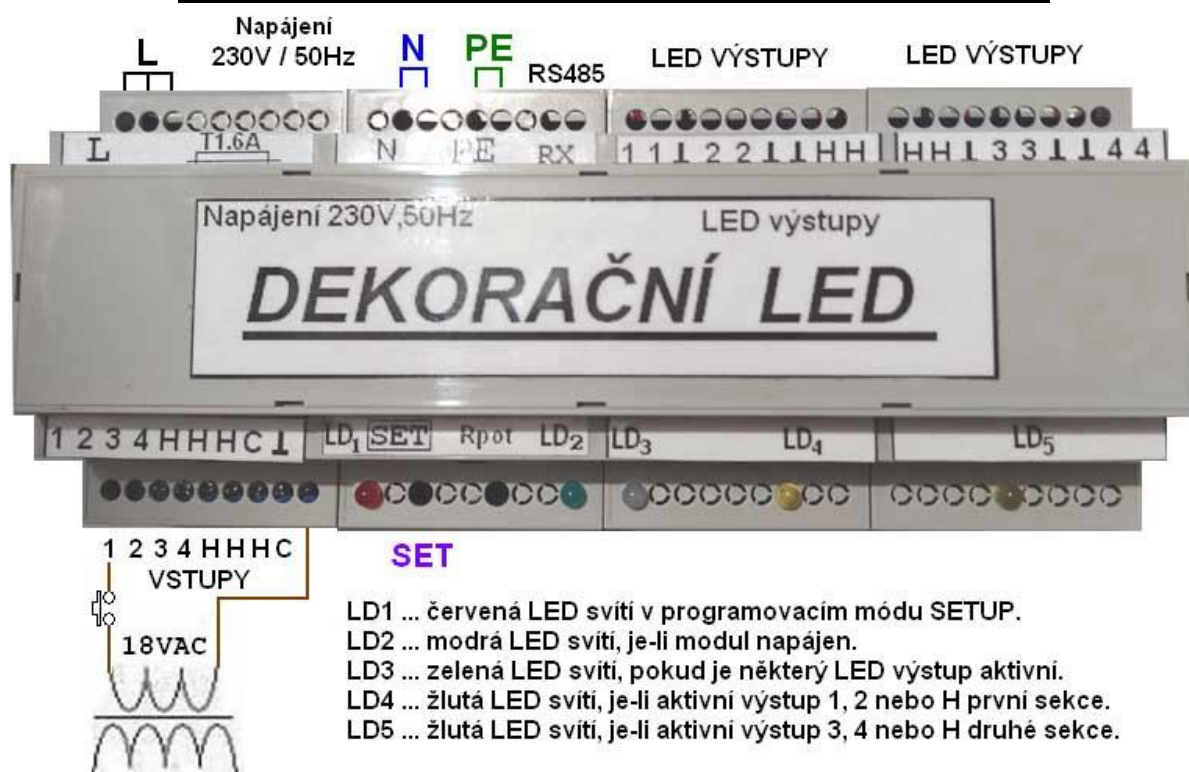 Napájení
230V / 50Hz
L
N
PE
RS485
LED VÝSTUPY
LED VÝSTUPY
L
T1.6A
N
PE
RX
1 1 ⊥ 2 2 ⊥ ⊥ H H
H H ⊥ 3 3 ⊥ ⊥ 4 4
Napájení 230V,50Hz
LED výstupy
DEKORAČNÍ LED
1 2 3 4 H H H C ⊥
LD1
SET
Rpot
LD2
LD3
LD4
LD5
1 2 3 4 H H H C
VSTUPY
SET
18VAC
LD1 ... červená LED svítí v programovacím módu SETUP.
LD2 ... modrá LED svítí, je-li modul napájen.
LD3 ... zelená LED svítí, pokud je některý LED výstup aktivní.
LD4 ... žlutá LED svítí, je-li aktivní výstup 1, 2 nebo H první sekce.
LD5 ... žlutá LED svítí, je-li aktivní výstup 3, 4 nebo H druhé sekce.